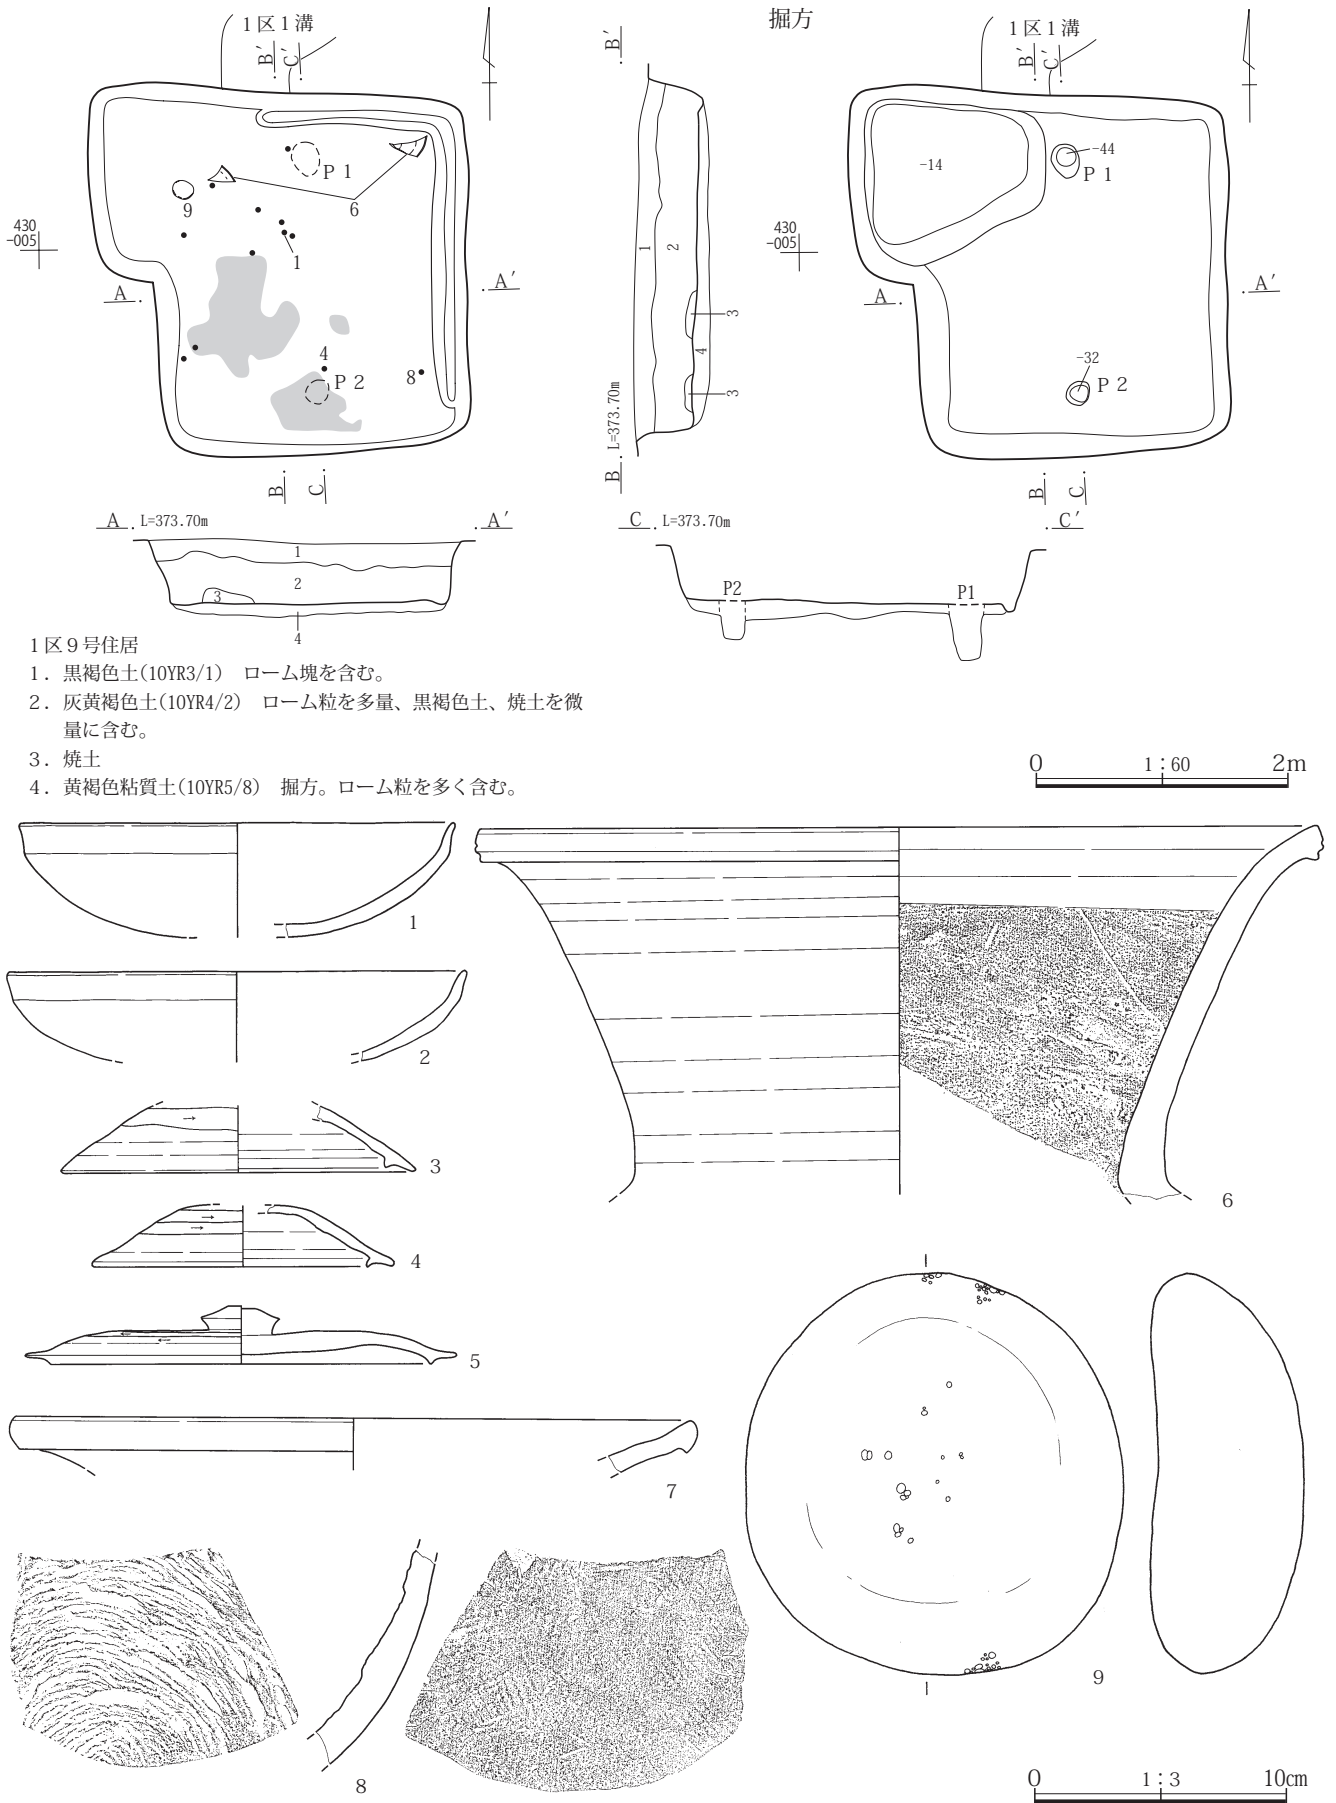 掘方
1区1溝
B′
C′
P 1
6
9
1
430
-005
A
A′
4
P 2
8
B
C
B′
1
2
3
4
3
B L=373.70m
1区1溝
B′
C′
-14
-44
P 1
430
-005
A
A′
-32
P 2
B
C
A L=373.70m
A′
1
2
3
4
C L=373.70m
C′
P2
P1
1区9号住居
1. 黒褐色土(10YR3/1) ローム塊を含む。
2. 灰黄褐色土(10YR4/2) ローム粒を多量、黒褐色土、焼土を微
量に含む。
3. 焼土
4. 黄褐色粘質土(10YR5/8) 掘方。ローム粒を多く含む。
0 1:60 2m
1
2
3
4
5
6
7
8
9
0 1:3 10cm